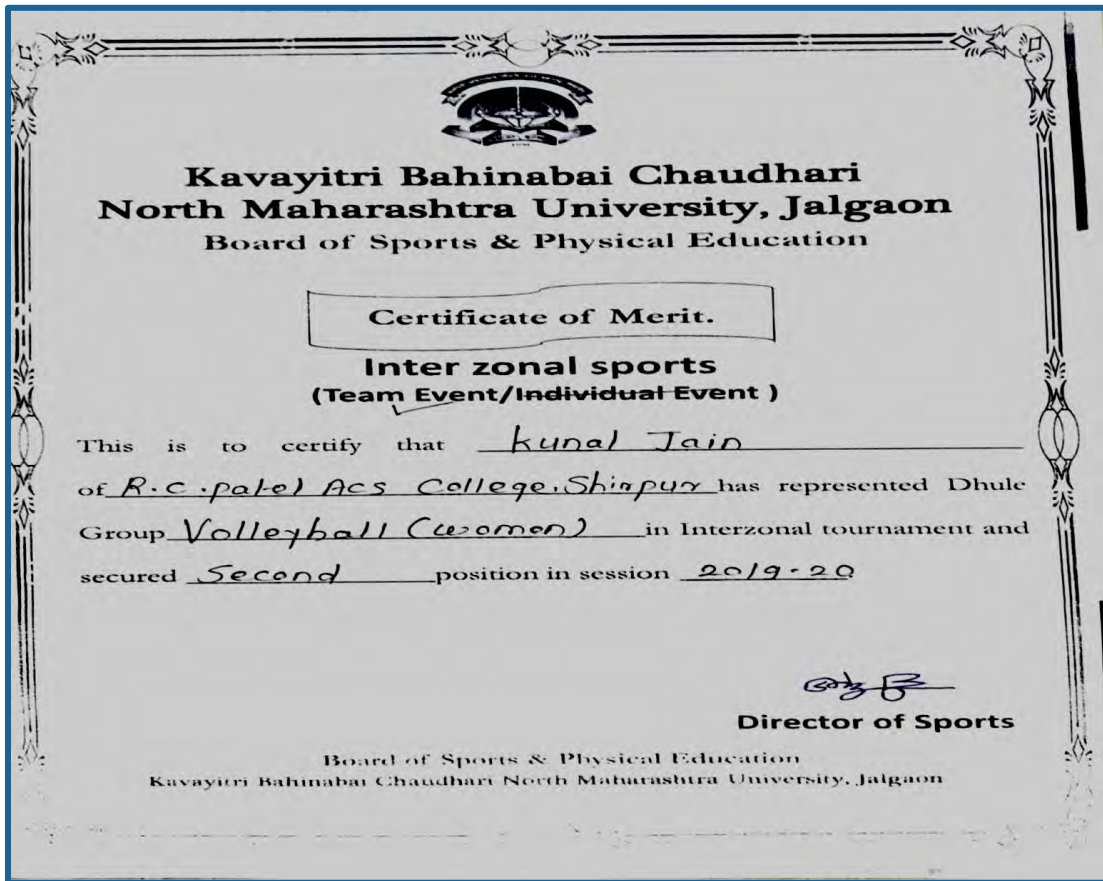 Kavayitri Bahinabai Chaudhari
North Maharashtra University, Jalgaon
Board of Sports & Physical Education
Certificate of Merit.
Inter zonal sports
(Team Event/Individual Event )
This is to certify that Kunal Jain
of R.C.patel Acs College, Shirpur has represented Dhule
Group Volleyball (women) in Interzonal tournament and
secured Second position in session 2019-20
Director of Sports
Board of Sports & Physical Education
Kavayitri Bahinabai Chaudhari North Maharashtra University, Jalgaon